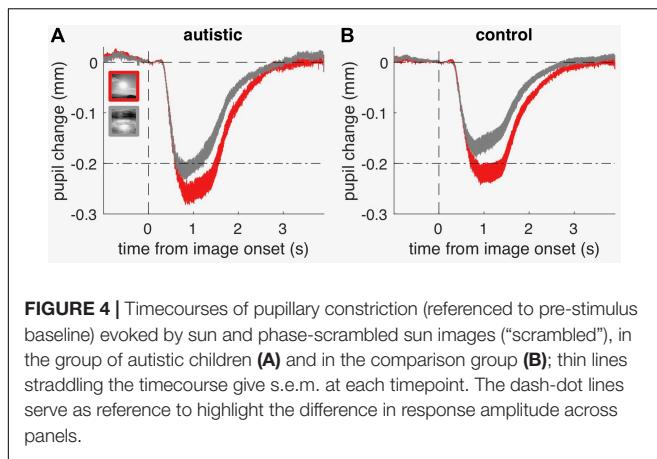 A autistic B control
0 0
-0.1 -0.1
-0.2 -0.2
-0.3 -0.3
pupil change (mm) pupil change (mm)
0 1 2 3 0 1 2 3
time from image onset (s) time from image onset (s)
FIGURE 4 | Timecourses of pupillary constriction (referenced to pre-stimulus
baseline) evoked by sun and phase-scrambled sun images (“scrambled”), in
the group of autistic children (A) and in the comparison group (B); thin lines
straddling the timecourse give s.e.m. at each timepoint. The dash-dot lines
serve as reference to highlight the difference in response amplitude across
panels.